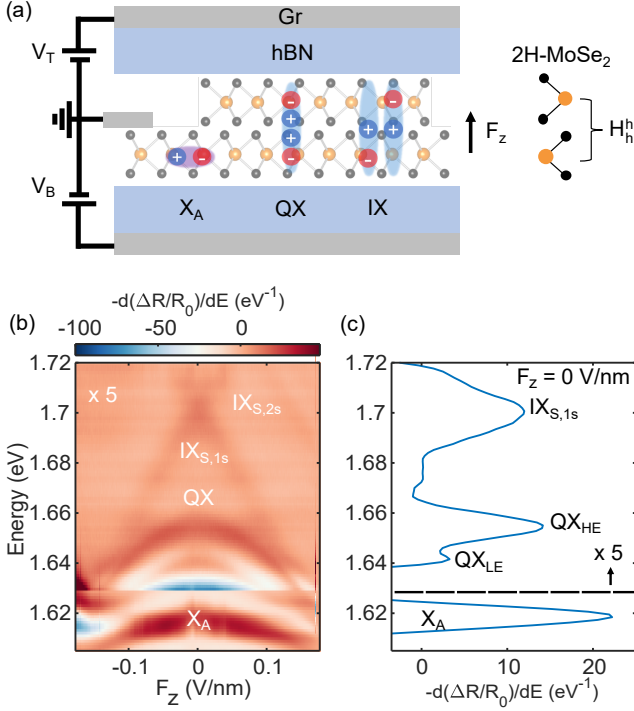 (a)
Gr
V_T
hBN
2H-MoSe₂
F_z
H_h^h
V_B
X_A
QX
IX
-d(ΔR/R₀)/dE (eV⁻¹)
(b)
-100
-50
0
(c)
1.72
1.7
1.68
1.66
1.64
1.62
Energy (eV)
x 5
IX_S,2s
IX_S,1s
QX
X_A
-0.1
0
0.1
F_z (V/nm)
1.72
1.7
1.68
1.66
1.64
1.62
F_z = 0 V/nm
IX_S,1s
QX_HE
QX_LE
x 5
X_A
0
10
20
-d(ΔR/R₀)/dE (eV⁻¹)